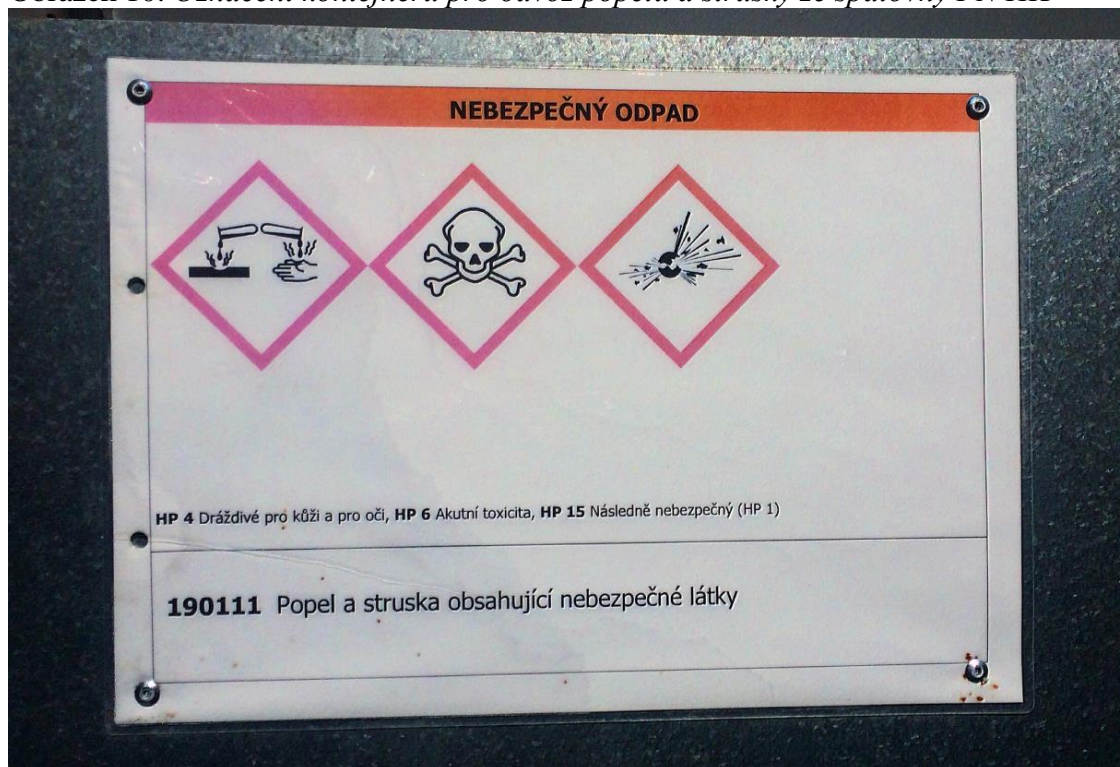 NEBEZPEČNÝ ODPAD
HP 4 Dráždivé pro kůži a pro oči, HP 6 Akutní toxicita, HP 15 Následně nebezpečný (HP 1)
190111 Popel a struska obsahující nebezpečné látky